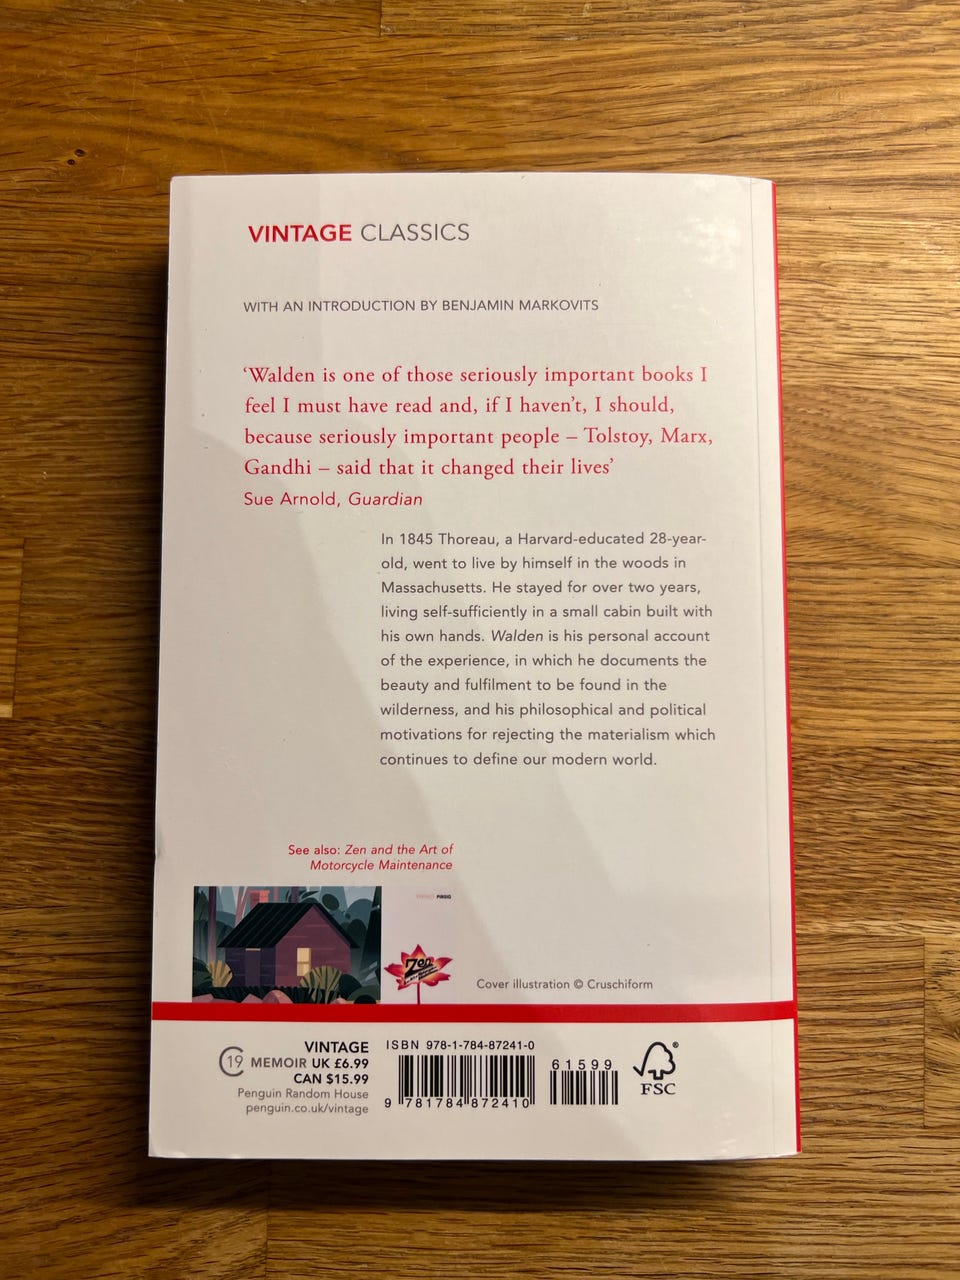 VINTAGE CLASSICS
WITH AN INTRODUCTION BY BENJAMIN MARKOVITS
‘Walden is one of those seriously important books I
feel I must have read and, if I haven’t, I should,
because seriously important people – Tolstoy, Marx,
Gandhi – said that it changed their lives’
Sue Arnold, Guardian
In 1845 Thoreau, a Harvard-educated 28-year-
old, went to live by himself in the woods in
Massachusetts. He stayed for over two years,
living self-sufficiently in a small cabin built with
his own hands. Walden is his personal account
of the experience, in which he documents the
beauty and fulfilment to be found in the
wilderness, and his philosophical and political
motivations for rejecting the materialism which
continues to define our modern world.
See also: Zen and the Art of
Motorcycle Maintenance
PIRSIG
Zen
Cover illustration © Cruschiform
VINTAGE
19 MEMOIR UK £6.99
CAN $15.99
Penguin Random House
penguin.co.uk/vintage
ISBN 978-1-784-87241-0
9 781784 872410
61599
®
FSC